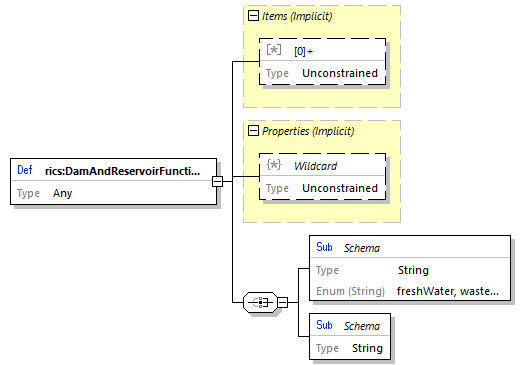 Items (Implicit)
[*] [0]+
Type Unconstrained
Properties (Implicit)
{*} Wildcard
Type Unconstrained
Def rics:DamAndReservoirFuncti...
Type Any
Sub Schema
Type String
Enum (String) freshWater, waste...
Sub Schema
Type String